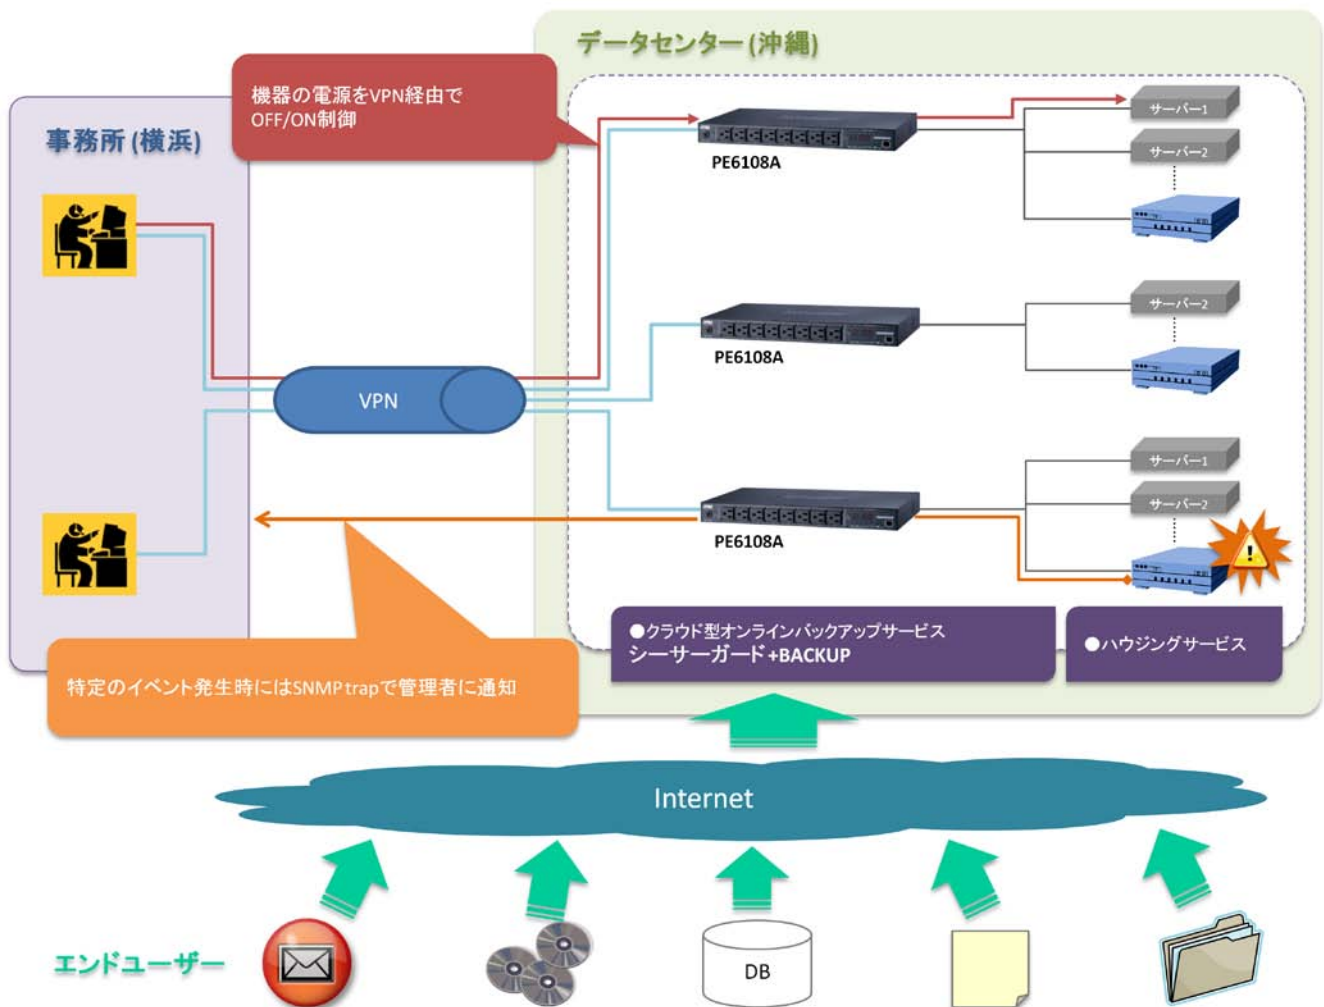 データセンター(沖縄)
機器の電源をVPN経由で
OFF/ON制御
事務所(横浜)
PE6108A
サーバー1
サーバー2
PE6108A
サーバー2
VPN
PE6108A
サーバー1
サーバー2
!
●クラウド型オンラインバックアップサービス
シーサーガード+BACKUP
●ハウジングサービス
特定のイベント発生時にはSNMP trapで管理者に通知
Internet
エンドユーザー
DB